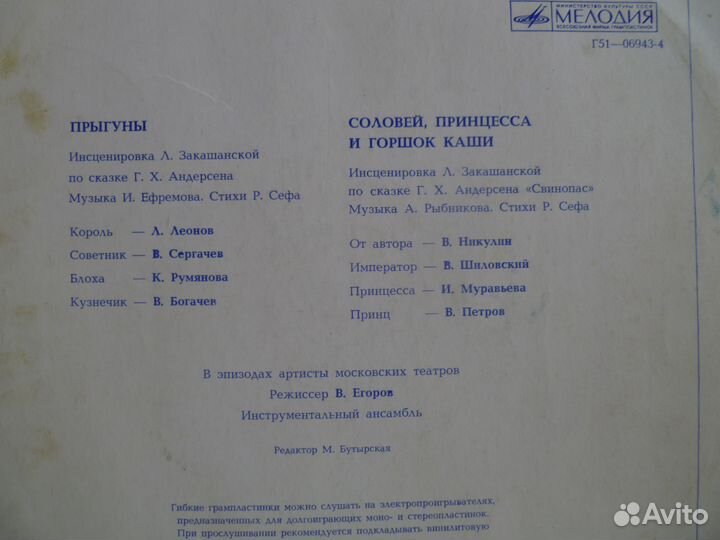 МИНИСТЕРСТВО КУЛЬТУРЫ СССР
МЕЛОДИЯ
ВСЕСОЮЗНАЯ ФИРМА ГРАМПЛАСТИНОК
Г51—06943-4
ПРЫГУНЫ
Инсценировка Л. Закашанской
по сказке Г. Х. Андерсена
Музыка И. Ефремова. Стихи Р. Сефа
Король — Л. Леонов
Советник — В. Сергачев
Блоха — К. Румянова
Кузнечик — В. Богачев
СОЛОВЕЙ, ПРИНЦЕССА
И ГОРШОК КАШИ
Инсценировка Л. Закашанской
по сказке Г. Х. Андерсена «Свинопас»
Музыка А. Рыбникова. Стихи Р. Сефа
От автора — В. Никулин
Император — В. Шиловский
Принцесса — И. Муравьева
Принц — В. Петров
В эпизодах артисты московских театров
Режиссер В. Егоров
Инструментальный ансамбль
Редактор М. Бутырская
Гибкие грампластинки можно слушать на электропроигрывателях,
предназначенных для долгоиграющих моно- и стереопластинок.
При прослушивании рекомендуется подкладывать виниловую
Avito